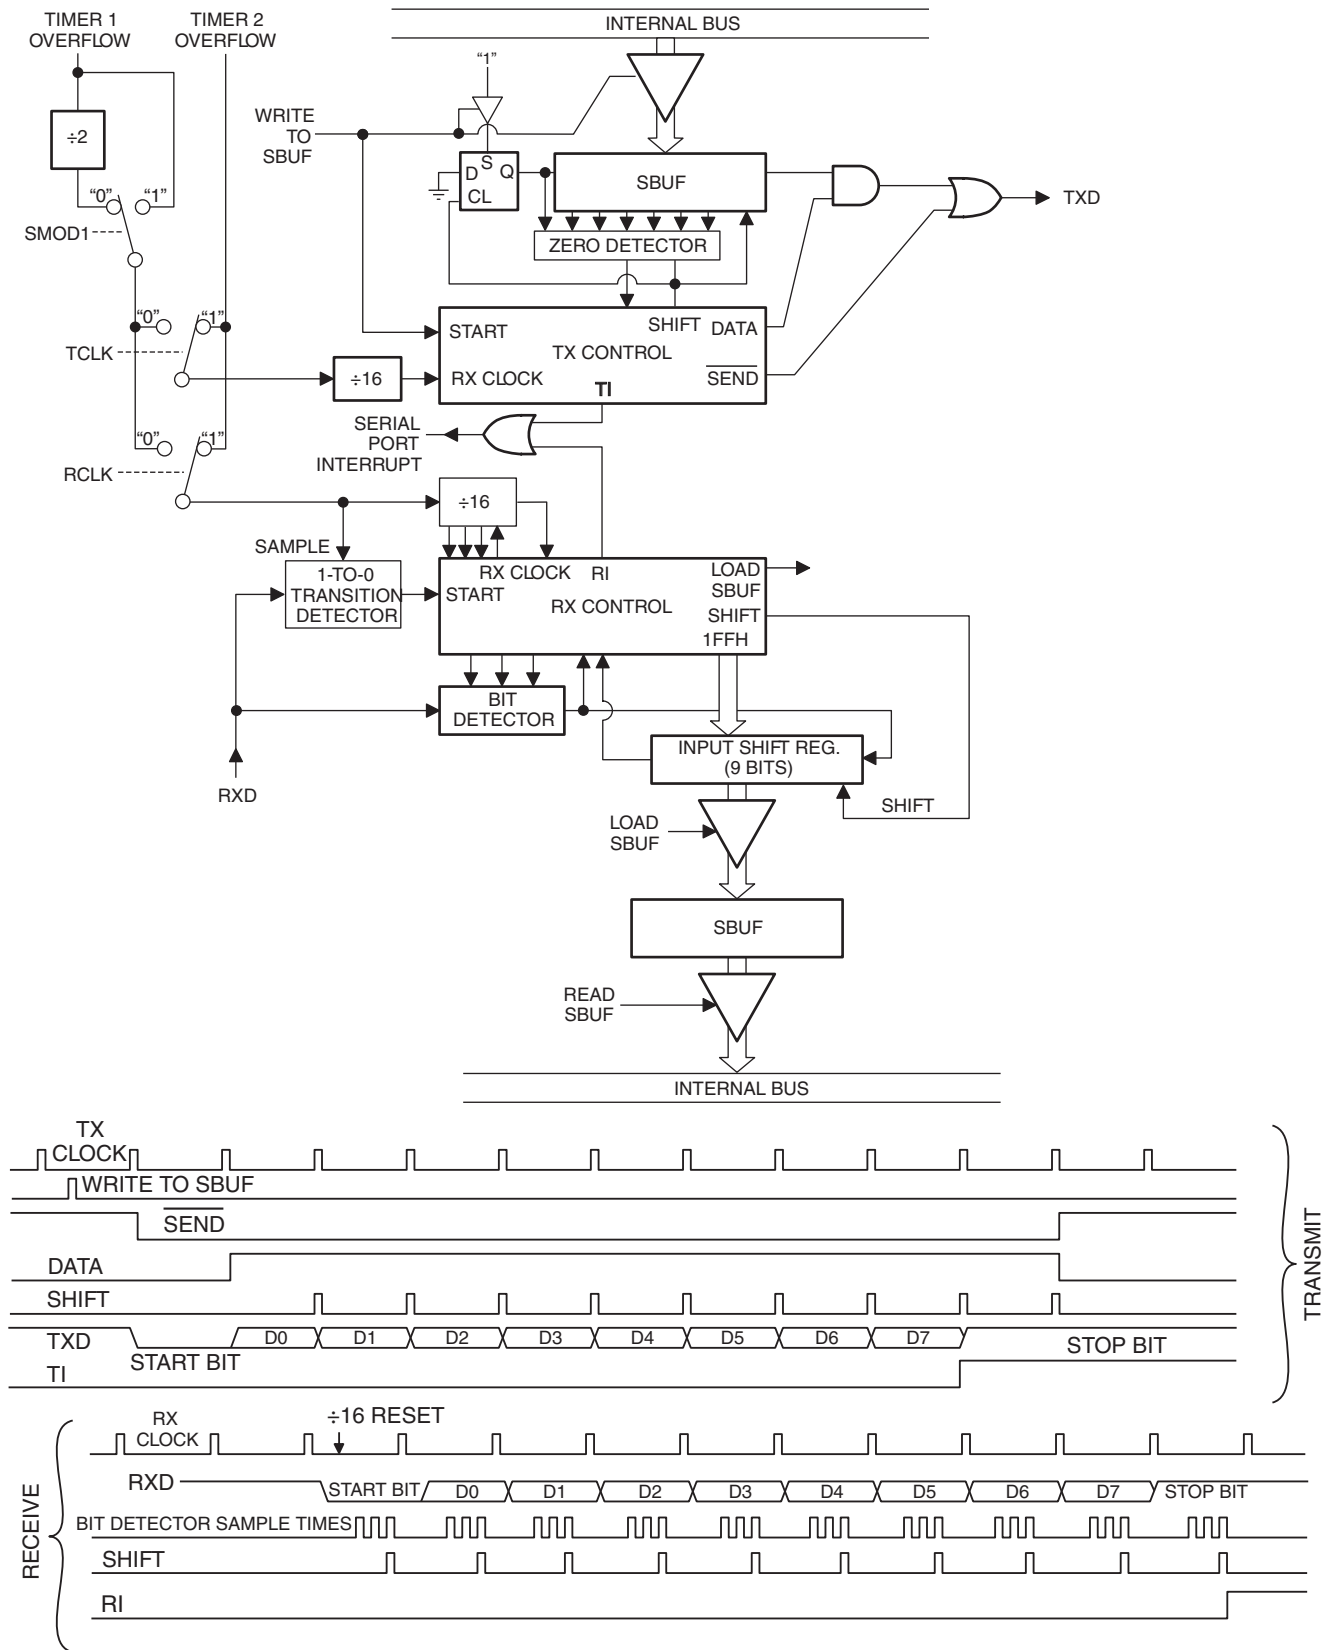 TIMER 1
OVERFLOW
TIMER 2
OVERFLOW
INTERNAL BUS
"1"
WRITE
TO
SBUF
÷2
D
S
Q
CL
SBUF
TXD
"0"
"1"
SMOD1
ZERO DETECTOR
"0"
"1"
TCLK
START
SHIFT
DATA
TX CONTROL
÷16
RX CLOCK
TI
SEND
SERIAL
PORT
INTERRUPT
"0"
"1"
RCLK
÷16
SAMPLE
1-TO-0
TRANSITION
DETECTOR
RX CLOCK
RI
LOAD
SBUF
START
RX CONTROL
SHIFT
1FFH
BIT
DETECTOR
INPUT SHIFT REG.
(9 BITS)
RXD
SHIFT
LOAD
SBUF
SBUF
READ
SBUF
INTERNAL BUS
TX
CLOCK
WRITE TO SBUF
SEND
DATA
SHIFT
TXD
START BIT
D0
D1
D2
D3
D4
D5
D6
D7
STOP BIT
TI
TRANSMIT
RX
CLOCK
÷16 RESET
RXD
START BIT
D0
D1
D2
D3
D4
D5
D6
D7
STOP BIT
BIT DETECTOR SAMPLE TIMES
SHIFT
RI
RECEIVE